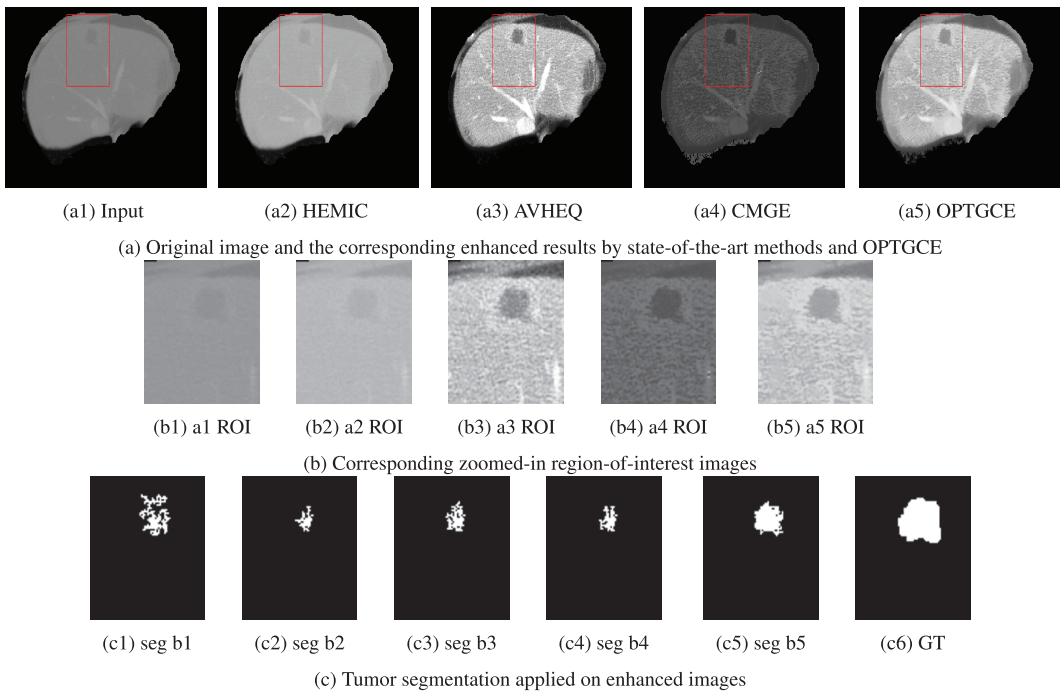 (a1) Input (a2) HEMIC (a3) AVHEQ (a4) CMGE (a5) OPTGCE
(a) Original image and the corresponding enhanced results by state-of-the-art methods and OPTGCE
(b1) a1 ROI (b2) a2 ROI (b3) a3 ROI (b4) a4 ROI (b5) a5 ROI
(b) Corresponding zoomed-in region-of-interest images
(c1) seg b1 (c2) seg b2 (c3) seg b3 (c4) seg b4 (c5) seg b5 (c6) GT
(c) Tumor segmentation applied on enhanced images